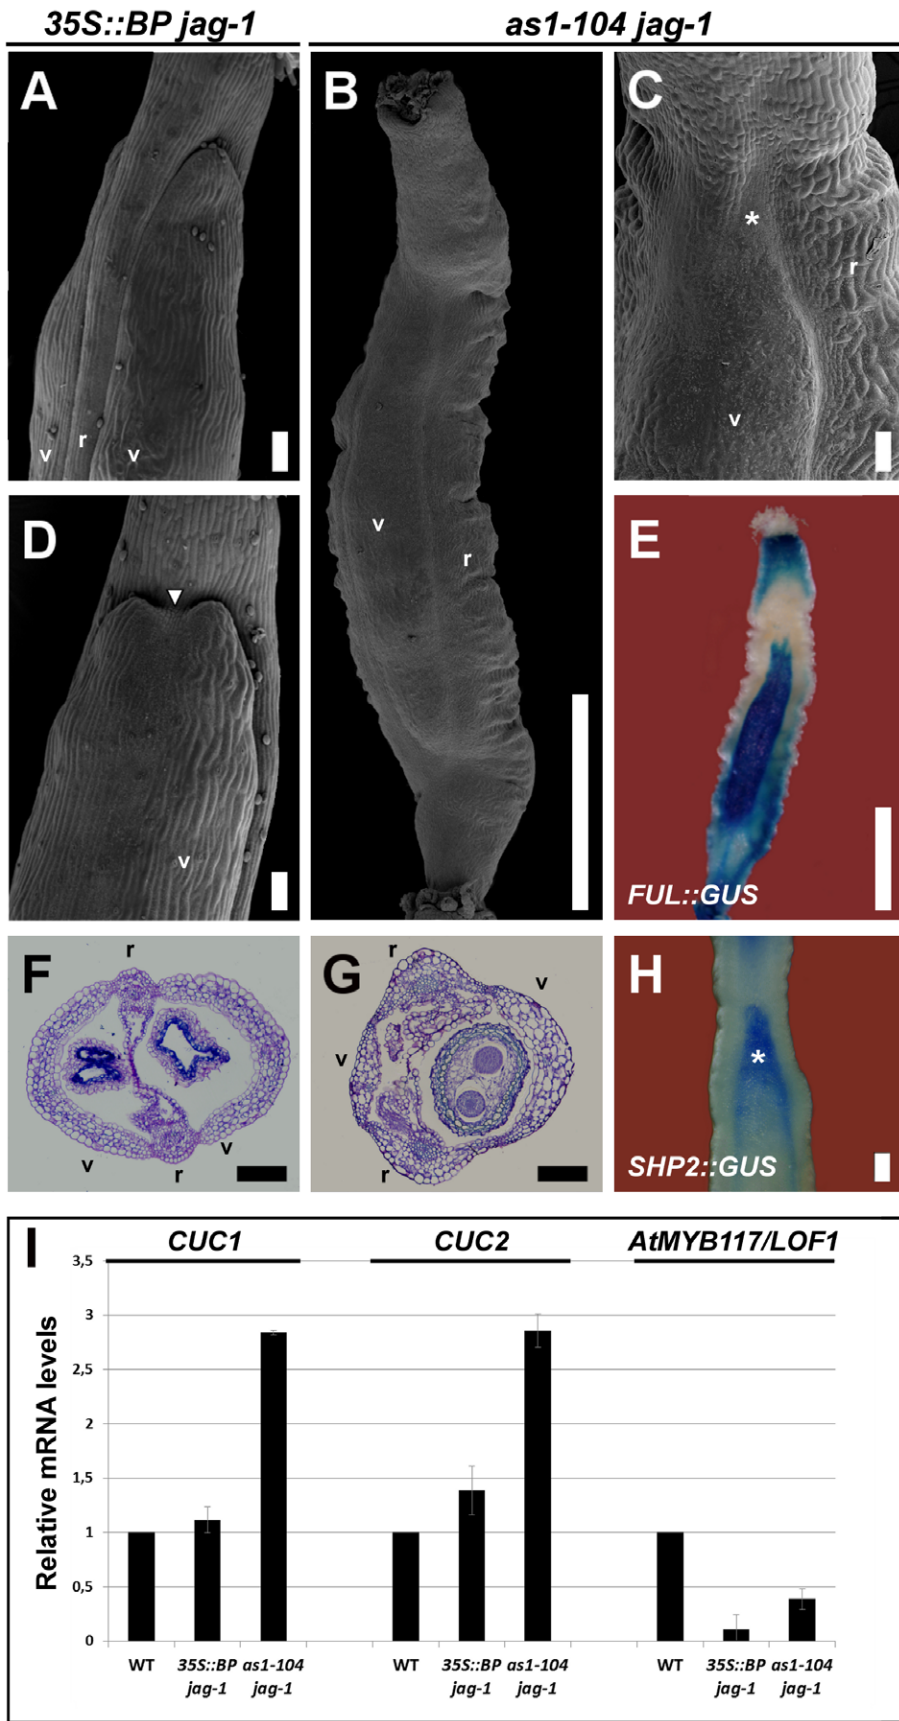 35S::BP jag-1 as1-104 jag-1
A B C
r
*
v r v
v
D E
v r
v
FUL::GUS
r r
F G H
v
v
*
v r v r
SHP2::GUS
I CUC1 CUC2 AtMYB117/LOF1
Relative mRNA levels
3,5
3
2,5
2
1,5
1
0,5
0
WT 35S::BP as1-104 WT 35S::BP as1-104 WT 35S::BP as1-104
jag-1 jag-1 jag-1 jag-1 jag-1 jag-1